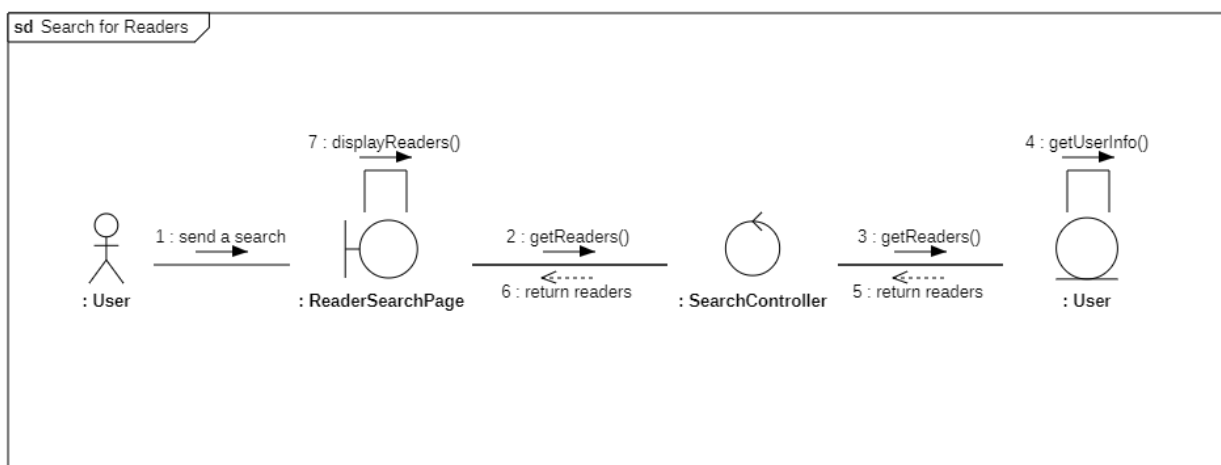 sd Search for Readers
7 : displayReaders()
4 : getUserInfo()
1 : send a search
2 : getReaders()
3 : getReaders()
6 : return readers
5 : return readers
: User
: ReaderSearchPage
: SearchController
: User